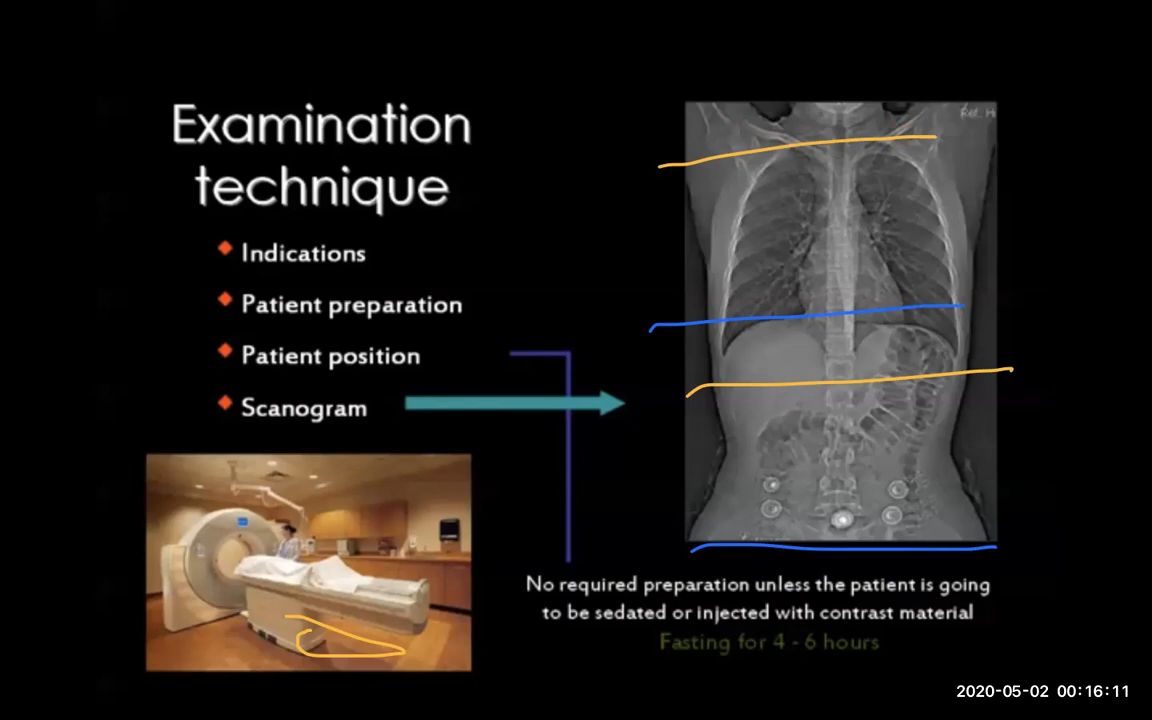 Examination
technique
Indications
Patient preparation
Patient position
Scanogram
No required preparation unless the patient is going
to be sedated or injected with contrast material
Fasting for 4 - 6 hours
2020-05-02 00:16:11